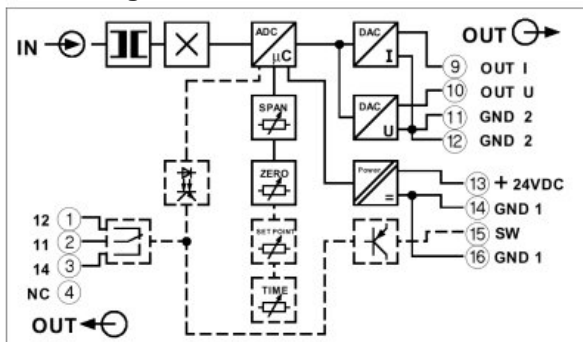 IN
ADC
µC
DAC
I
OUT
9 OUT I
10 OUT U
DAC
U
11 GND 2
12 GND 2
SPAN
ZERO
SET POINT
TIME
Power
=
13 + 24VDC
14 GND 1
15 SW
16 GND 1
12 1
11 2
14 3
NC 4
OUT